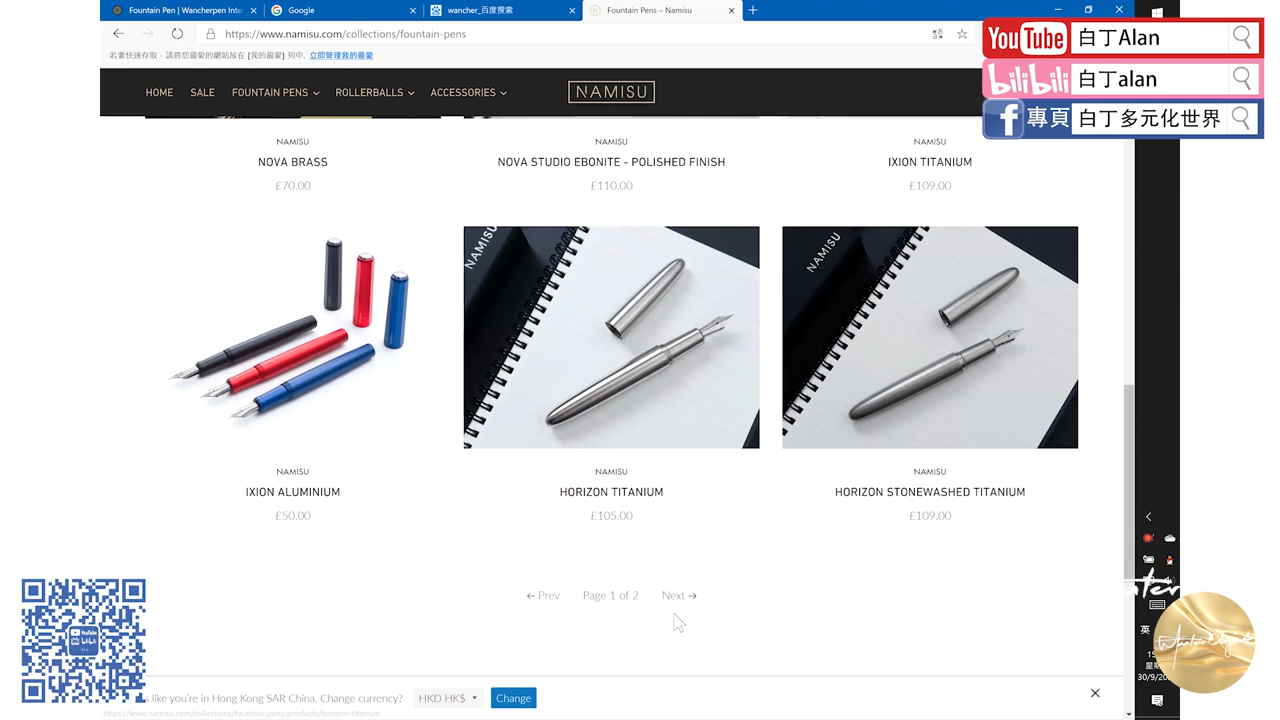 Fountain Pen | Wancherpen Inter
Google
wancher_百度搜索
Fountain Pens – Namisu
https://www.namisu.com/collections/fountain-pens
若要快速存取，請將您最愛的網站放在 [我的最愛] 列中。 立即管理我的最愛
YouTube 白丁Alan
bilibili 白丁alan
f 專頁 白丁多元化世界
HOME SALE FOUNTAIN PENS ROLLERBALLS ACCESSORIES NAMISU
NAMISU NAMISU NAMISU
NOVA BRASS NOVA STUDIO EBONITE - POLISHED FINISH IXION TITANIUM
£70.00 £110.00 £109.00
NAMISU NAMISU
NAMISU NAMISU NAMISU
IXION ALUMINIUM HORIZON TITANIUM HORIZON STONEWASHED TITANIUM
£50.00 £105.00 £109.00
← Prev Page 1 of 2 Next →
英
30/9/20
YouTube
bilibili
s like you're in Hong Kong SAR China. Change currency? HKD HK$ Change
https://www.namisu.com/collections/fountain-pens/products/horizon-titanium